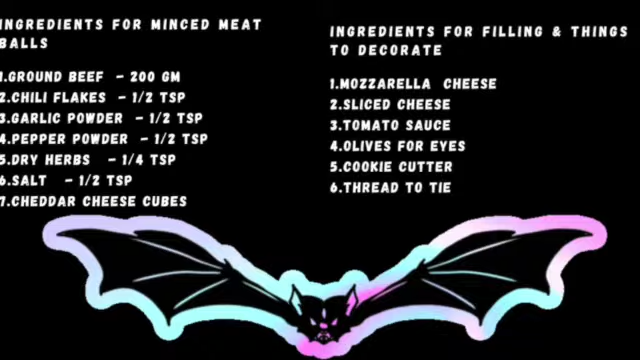 INGREDIENTS FOR MINCED MEAT
BALLS
1.GROUND BEEF - 200 GM
2.CHILI FLAKES - 1/2 TSP
3.GARLIC POWDER - 1/2 TSP
4.PEPPER POWDER - 1/2 TSP
5.DRY HERBS - 1/4 TSP
6.SALT - 1/2 TSP
7.CHEDDAR CHEESE CUBES
INGREDIENTS FOR FILLING & THINGS
TO DECORATE
1.MOZZARELLA CHEESE
2.SLICED CHEESE
3.TOMATO SAUCE
4.OLIVES FOR EYES
5.COOKIE CUTTER
6.THREAD TO TIE